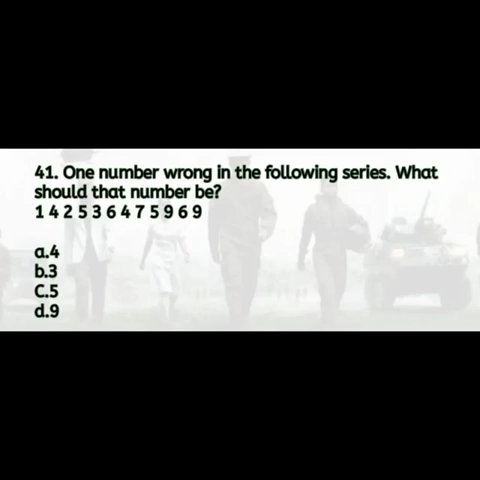 41. One number wrong in the following series. What
should that number be?
1 4 2 5 3 6 4 7 5 9 6 9
a.4
b.3
C.5
d.9